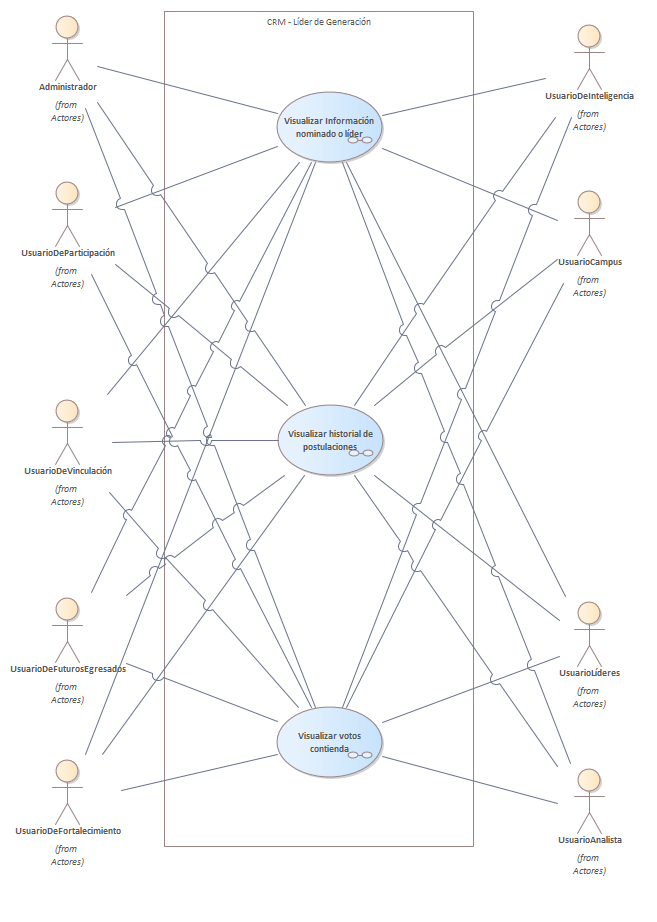 CRM - Líder de Generación
Administrador
(from
Actores)
UsuarioDeParticipación
(from
Actores)
UsuarioDeVinculación
(from
Actores)
UsuarioDeFuturosEgresados
(from
Actores)
UsuarioDeFortalecimiento
(from
Actores)
Visualizar Información
nominado o líder
Visualizar historial de
postulaciones
Visualizar votos
contienda
UsuarioDeInteligencia
(from
Actores)
UsuarioCampus
(from
Actores)
UsuarioLíderes
(from
Actores)
UsuarioAnalista
(from
Actores)